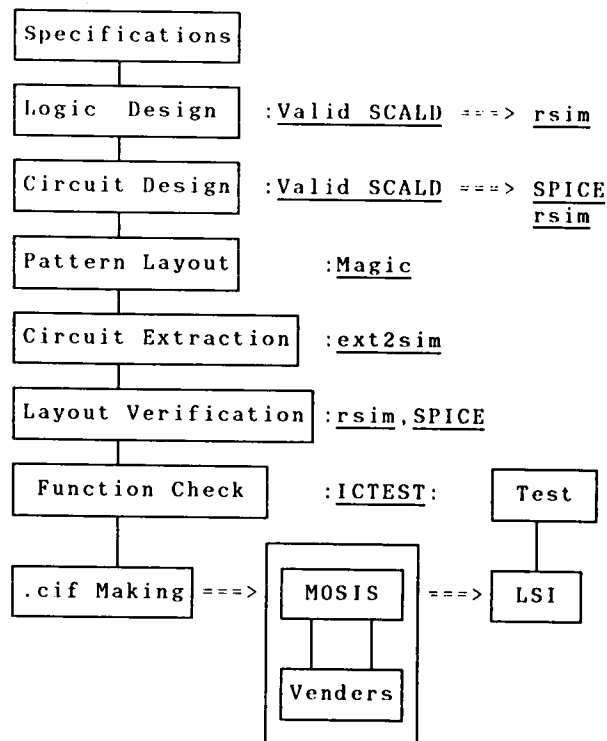 Specifications
Logic Design :Valid SCALD ===> rsim
Circuit Design :Valid SCALD ===> SPICE
rsim
Pattern Layout :Magic
Circuit Extraction :ext2sim
Layout Verification :rsim,SPICE
Function Check :ICTEST: Test
.cif Making ===> MOSIS ===> LSI
Venders